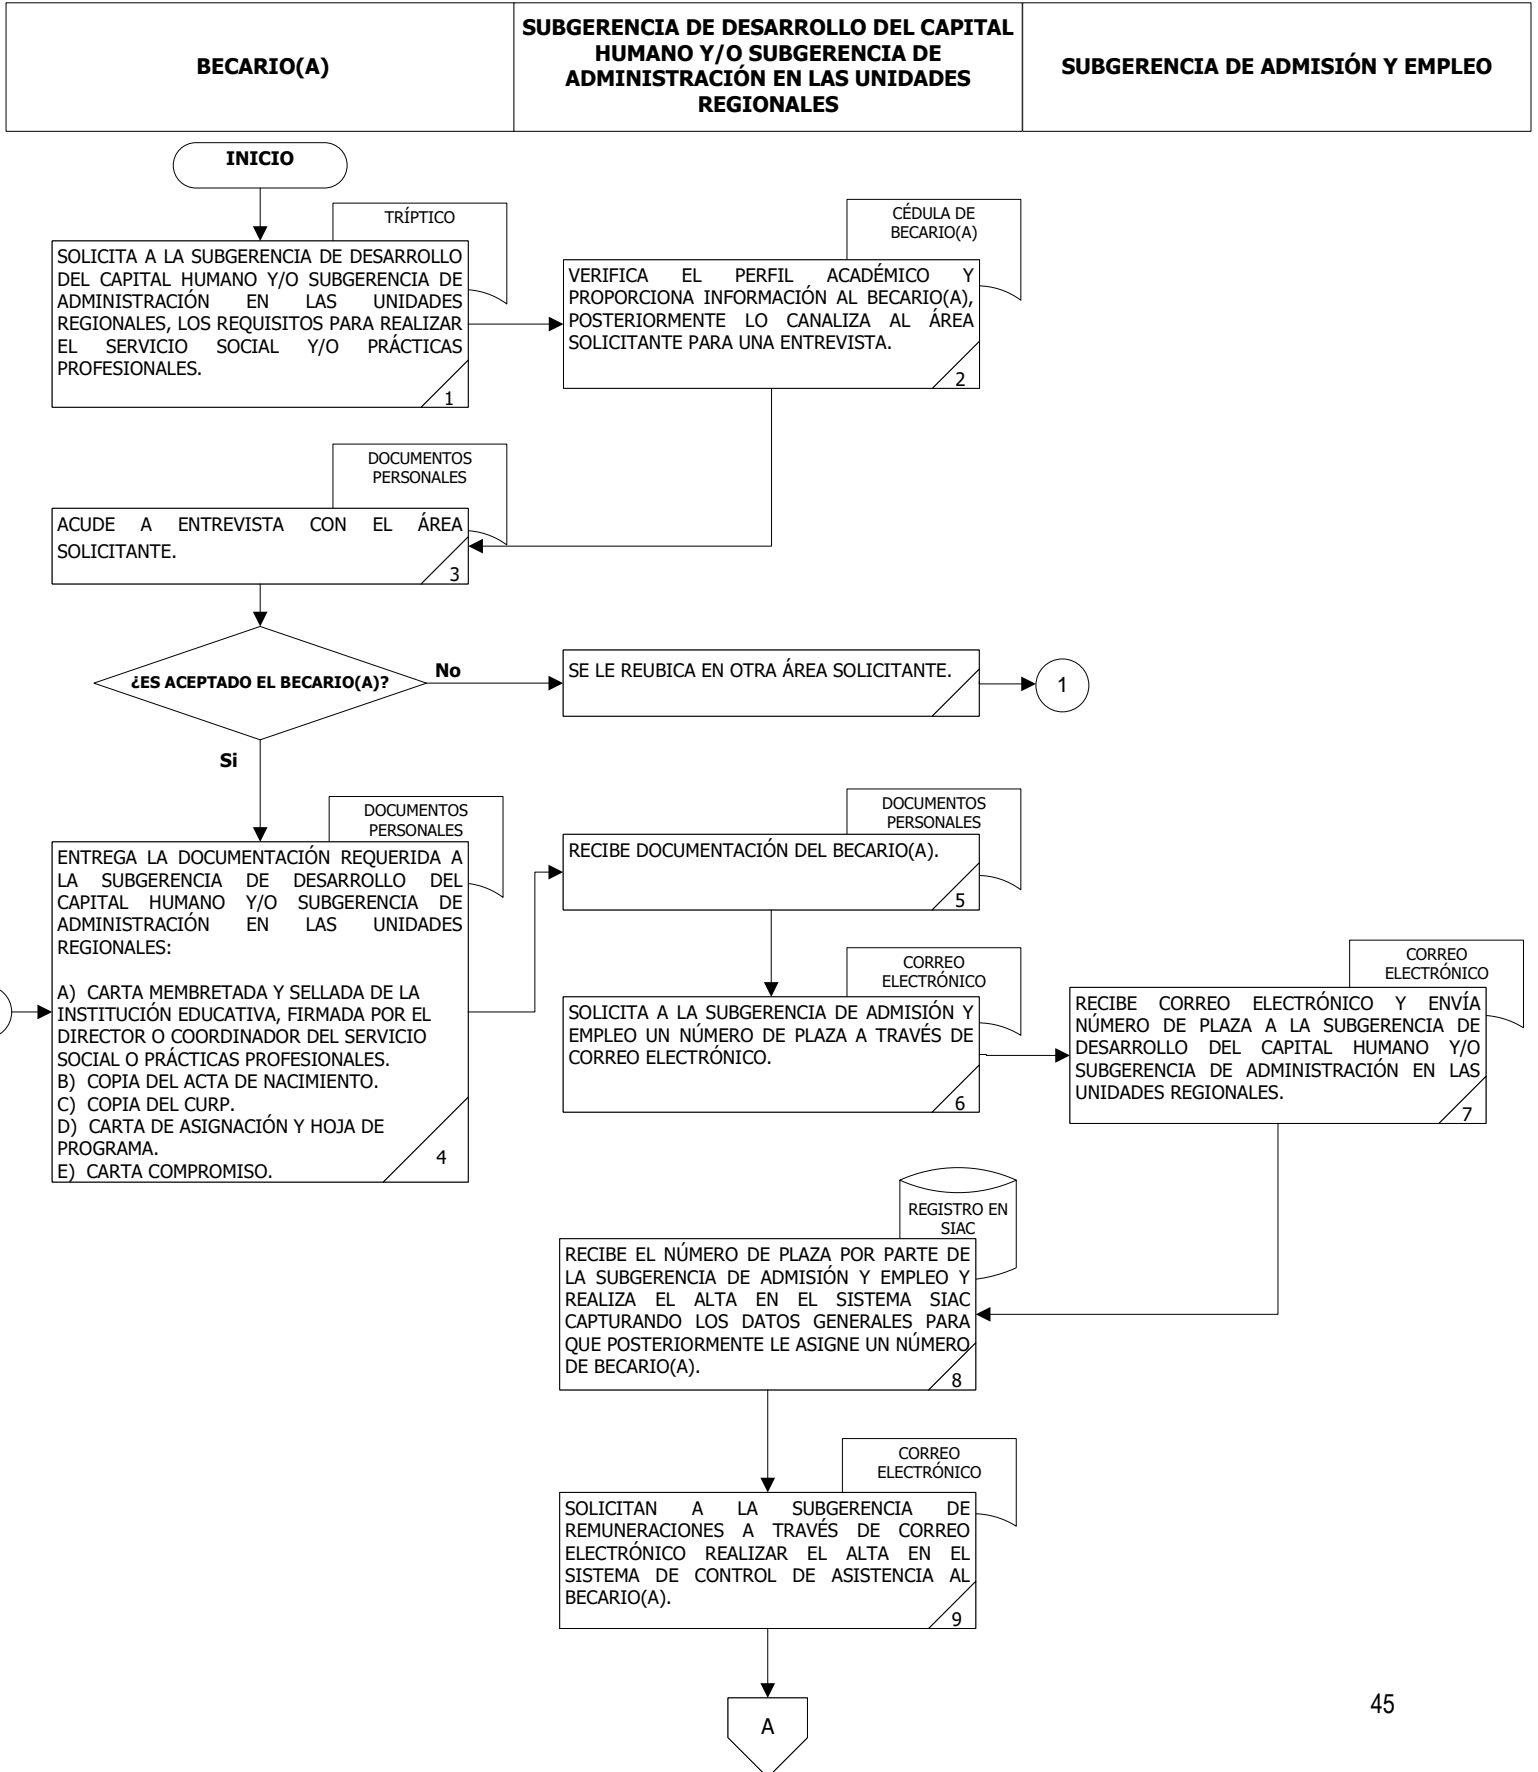 BECARIO(A)
SUBGERENCIA DE DESARROLLO DEL CAPITAL
HUMANO Y/O SUBGERENCIA DE
ADMINISTRACIÓN EN LAS UNIDADES
REGIONALES
SUBGERENCIA DE ADMISIÓN Y EMPLEO
INICIO
TRÍPTICO
SOLICITA A LA SUBGERENCIA DE DESARROLLO
DEL CAPITAL HUMANO Y/O SUBGERENCIA DE
ADMINISTRACIÓN EN LAS UNIDADES
REGIONALES, LOS REQUISITOS PARA REALIZAR
EL SERVICIO SOCIAL Y/O PRÁCTICAS
PROFESIONALES.
1
CÉDULA DE
BECARIO(A)
VERIFICA EL PERFIL ACADÉMICO Y
PROPORCIONA INFORMACIÓN AL BECARIO(A),
POSTERIORMENTE LO CANALIZA AL ÁREA
SOLICITANTE PARA UNA ENTREVISTA.
2
DOCUMENTOS
PERSONALES
ACUDE A ENTREVISTA CON EL ÁREA
SOLICITANTE.
3
¿ES ACEPTADO EL BECARIO(A)?
No
SE LE REUBICA EN OTRA ÁREA SOLICITANTE.
1
Si
DOCUMENTOS
PERSONALES
ENTREGA LA DOCUMENTACIÓN REQUERIDA A
LA SUBGERENCIA DE DESARROLLO DEL
CAPITAL HUMANO Y/O SUBGERENCIA DE
ADMINISTRACIÓN EN LAS UNIDADES
REGIONALES:
A) CARTA MEMBRETADA Y SELLADA DE LA
INSTITUCIÓN EDUCATIVA, FIRMADA POR EL
DIRECTOR O COORDINADOR DEL SERVICIO
SOCIAL O PRÁCTICAS PROFESIONALES.
B) COPIA DEL ACTA DE NACIMIENTO.
C) COPIA DEL CURP.
D) CARTA DE ASIGNACIÓN Y HOJA DE
PROGRAMA.
E) CARTA COMPROMISO.
4
DOCUMENTOS
PERSONALES
RECIBE DOCUMENTACIÓN DEL BECARIO(A).
5
CORREO
ELECTRÓNICO
SOLICITA A LA SUBGERENCIA DE ADMISIÓN Y
EMPLEO UN NÚMERO DE PLAZA A TRAVÉS DE
CORREO ELECTRÓNICO.
6
CORREO
ELECTRÓNICO
RECIBE CORREO ELECTRÓNICO Y ENVÍA
NÚMERO DE PLAZA A LA SUBGERENCIA DE
DESARROLLO DEL CAPITAL HUMANO Y/O
SUBGERENCIA DE ADMINISTRACIÓN EN LAS
UNIDADES REGIONALES.
7
REGISTRO EN
SIAC
RECIBE EL NÚMERO DE PLAZA POR PARTE DE
LA SUBGERENCIA DE ADMISIÓN Y EMPLEO Y
REALIZA EL ALTA EN EL SISTEMA SIAC
CAPTURANDO LOS DATOS GENERALES PARA
QUE POSTERIORMENTE LE ASIGNE UN NÚMERO
DE BECARIO(A).
8
CORREO
ELECTRÓNICO
SOLICITAN A LA SUBGERENCIA DE
REMUNERACIONES A TRAVÉS DE CORREO
ELECTRÓNICO REALIZAR EL ALTA EN EL
SISTEMA DE CONTROL DE ASISTENCIA AL
BECARIO(A).
9
A
45